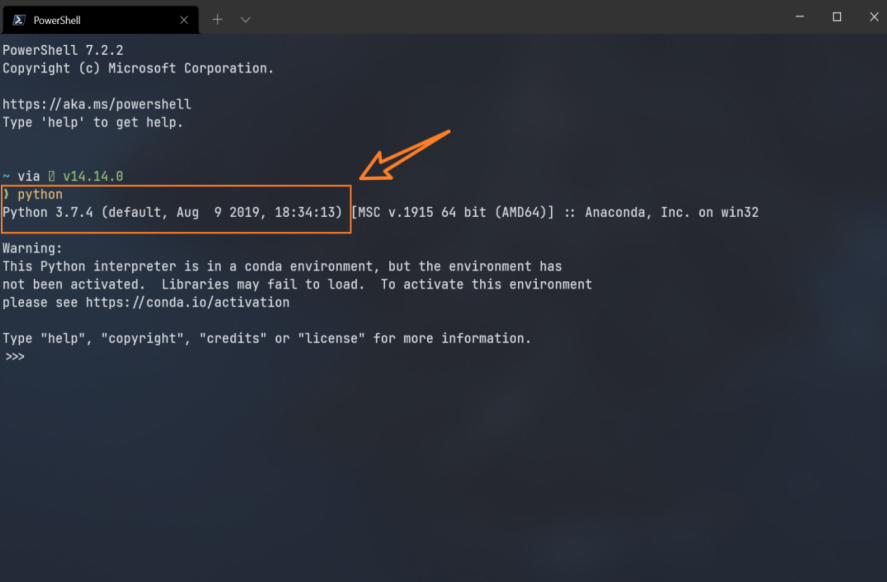 PowerShell
PowerShell 7.2.2
Copyright (c) Microsoft Corporation.
https://aka.ms/powershell
Type 'help' to get help.
~ via v14.14.0
❯ python
Python 3.7.4 (default, Aug  9 2019, 18:34:13) [MSC v.1915 64 bit (AMD64)] :: Anaconda, Inc. on win32
Warning:
This Python interpreter is in a conda environment, but the environment has
not been activated.  Libraries may fail to load.  To activate this environment
please see https://conda.io/activation
Type "help", "copyright", "credits" or "license" for more information.
>>>